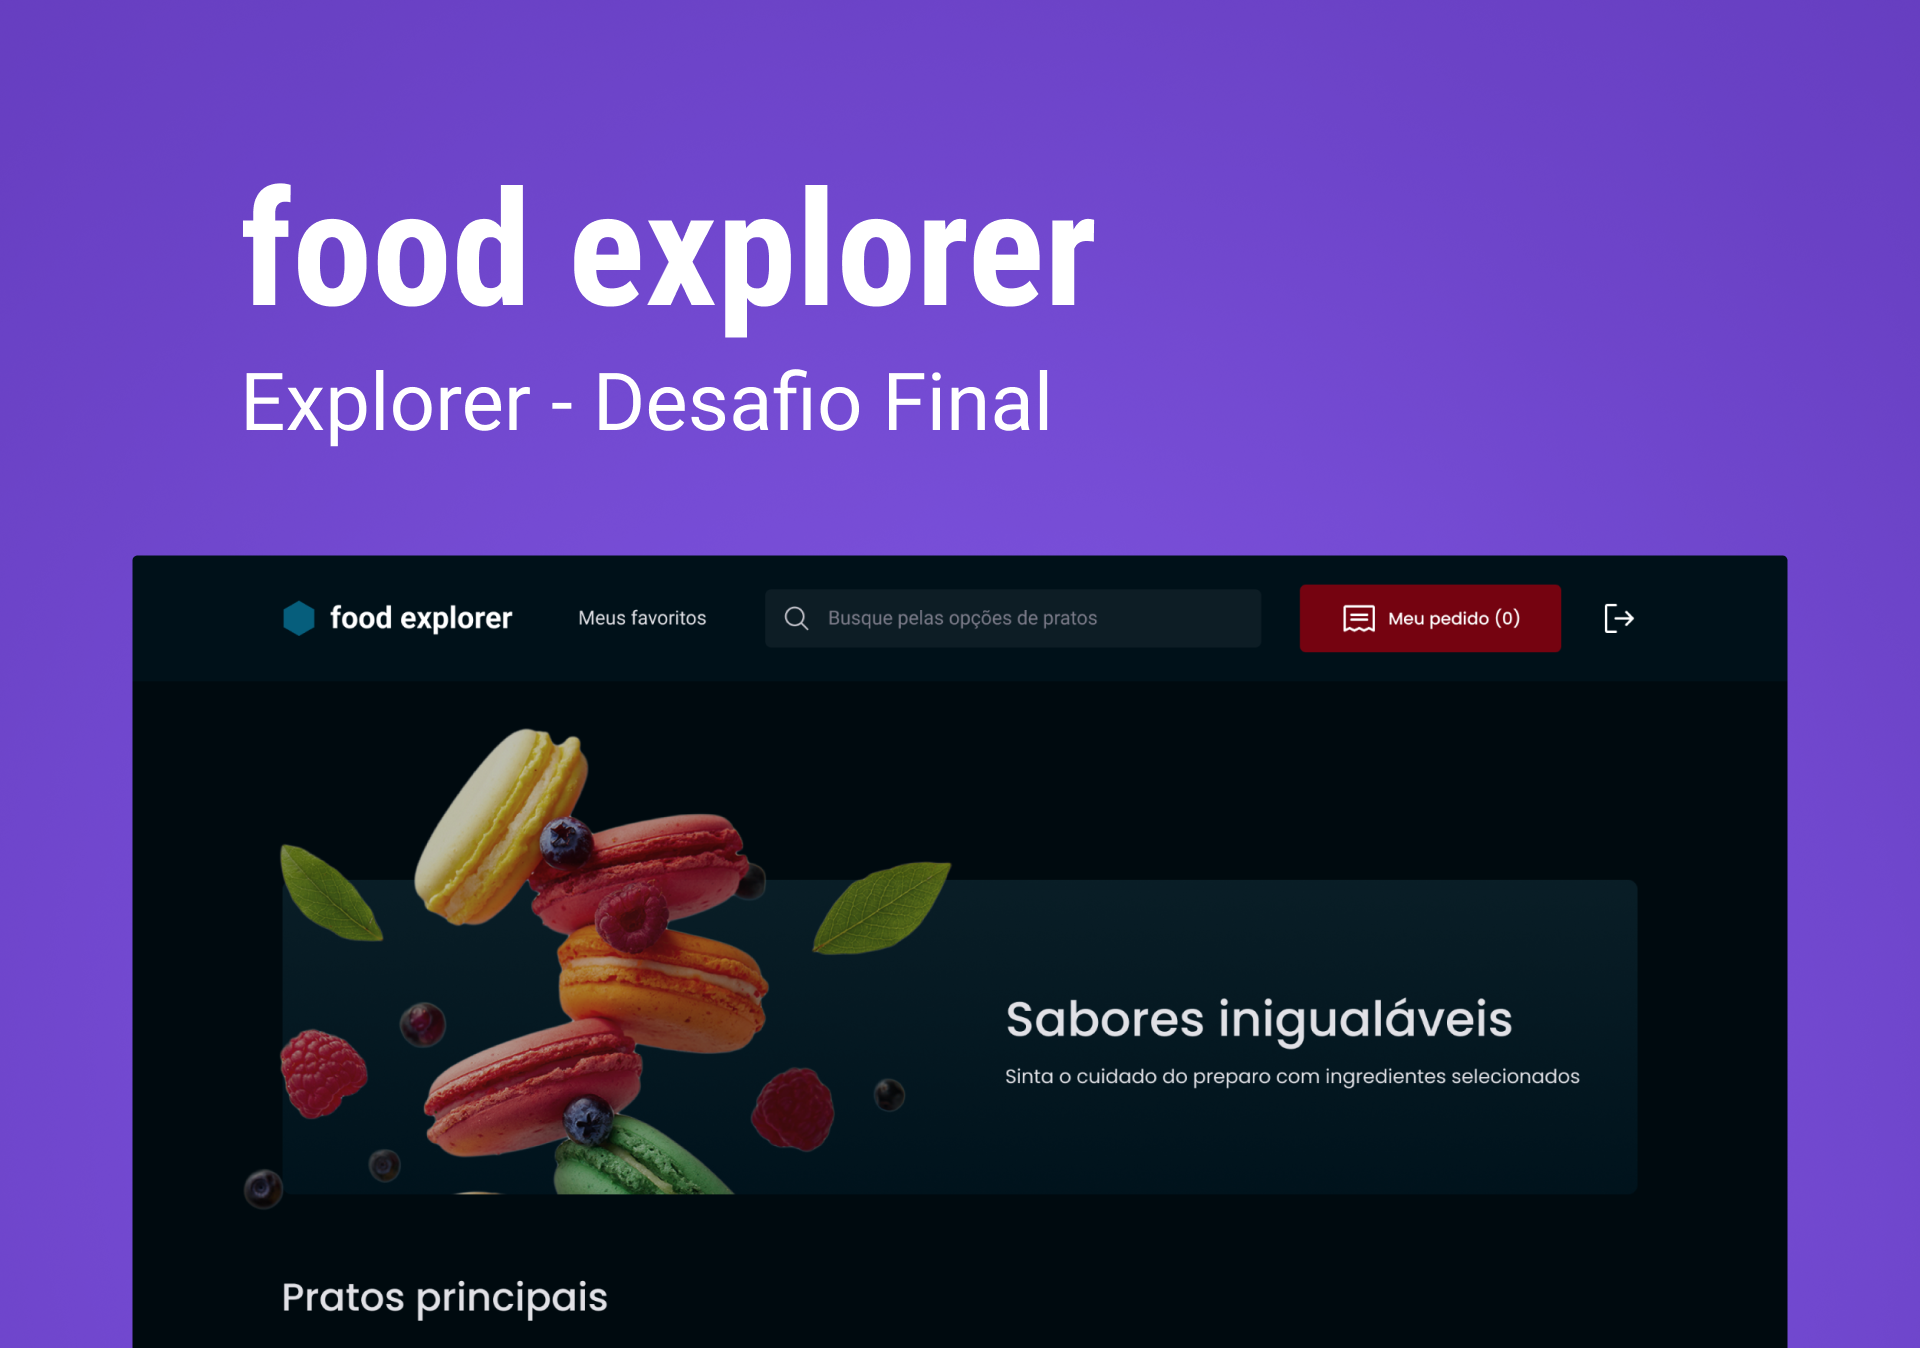 food explorer
Explorer - Desafio Final
food explorer
Meus favoritos
Busque pelas opções de pratos
Meu pedido (0)
Sabores inigualáveis
Sinta o cuidado do preparo com ingredientes selecionados
Pratos principais